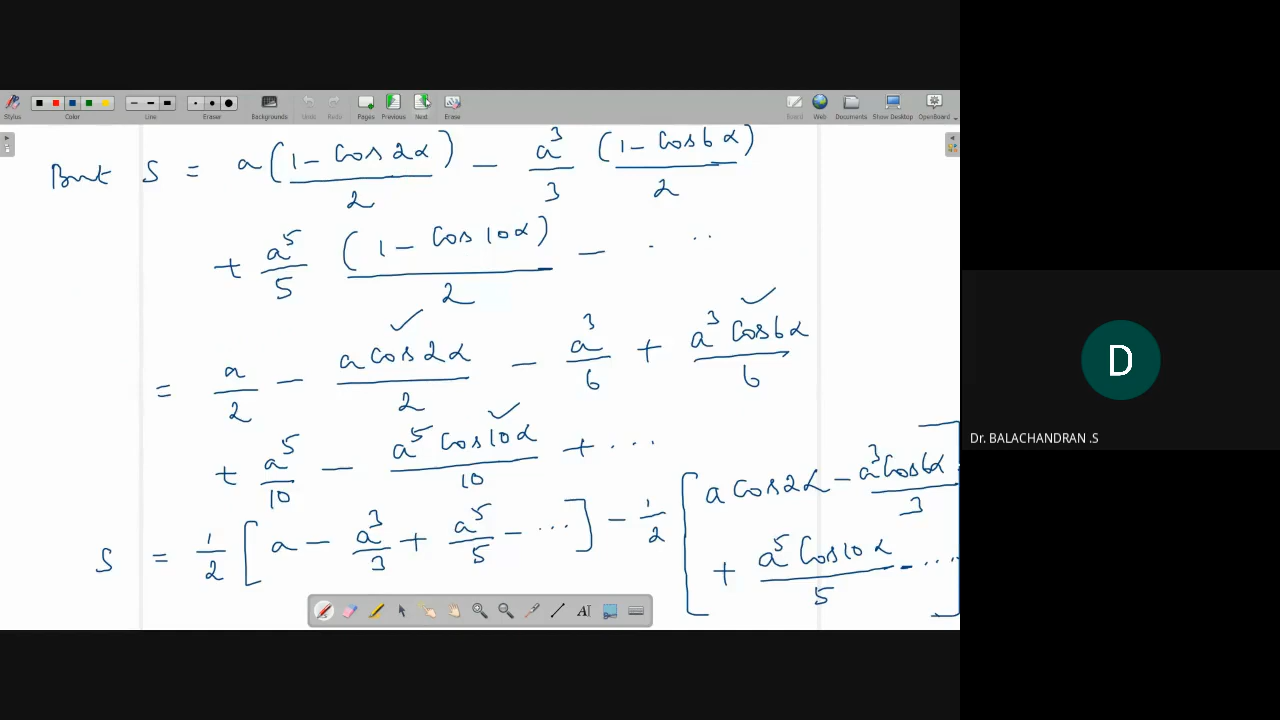 Stylus Color Line Eraser Backgrounds Undo Redo Pages Previous Next Erase Board Web Documents Show Desktop OpenBoard
But S = a(1 - Cos 2α)/2 - a³/3 (1 - Cos 6α)/2
+ a⁵/5 (1 - Cos 10α)/2 - . ..
= a/2 - a Cos 2α/2 - a³/6 + a³ Cos 6α/6
+ a⁵/10 - a⁵ Cos 10α/10 + ...
S = 1/2 [a - a³/3 + a⁵/5 - ...] - 1/2 [a Cos 2α - a³ Cos 6α/3
+ a⁵ Cos 10α/5 - ....]
AI
D
Dr. BALACHANDRAN .S